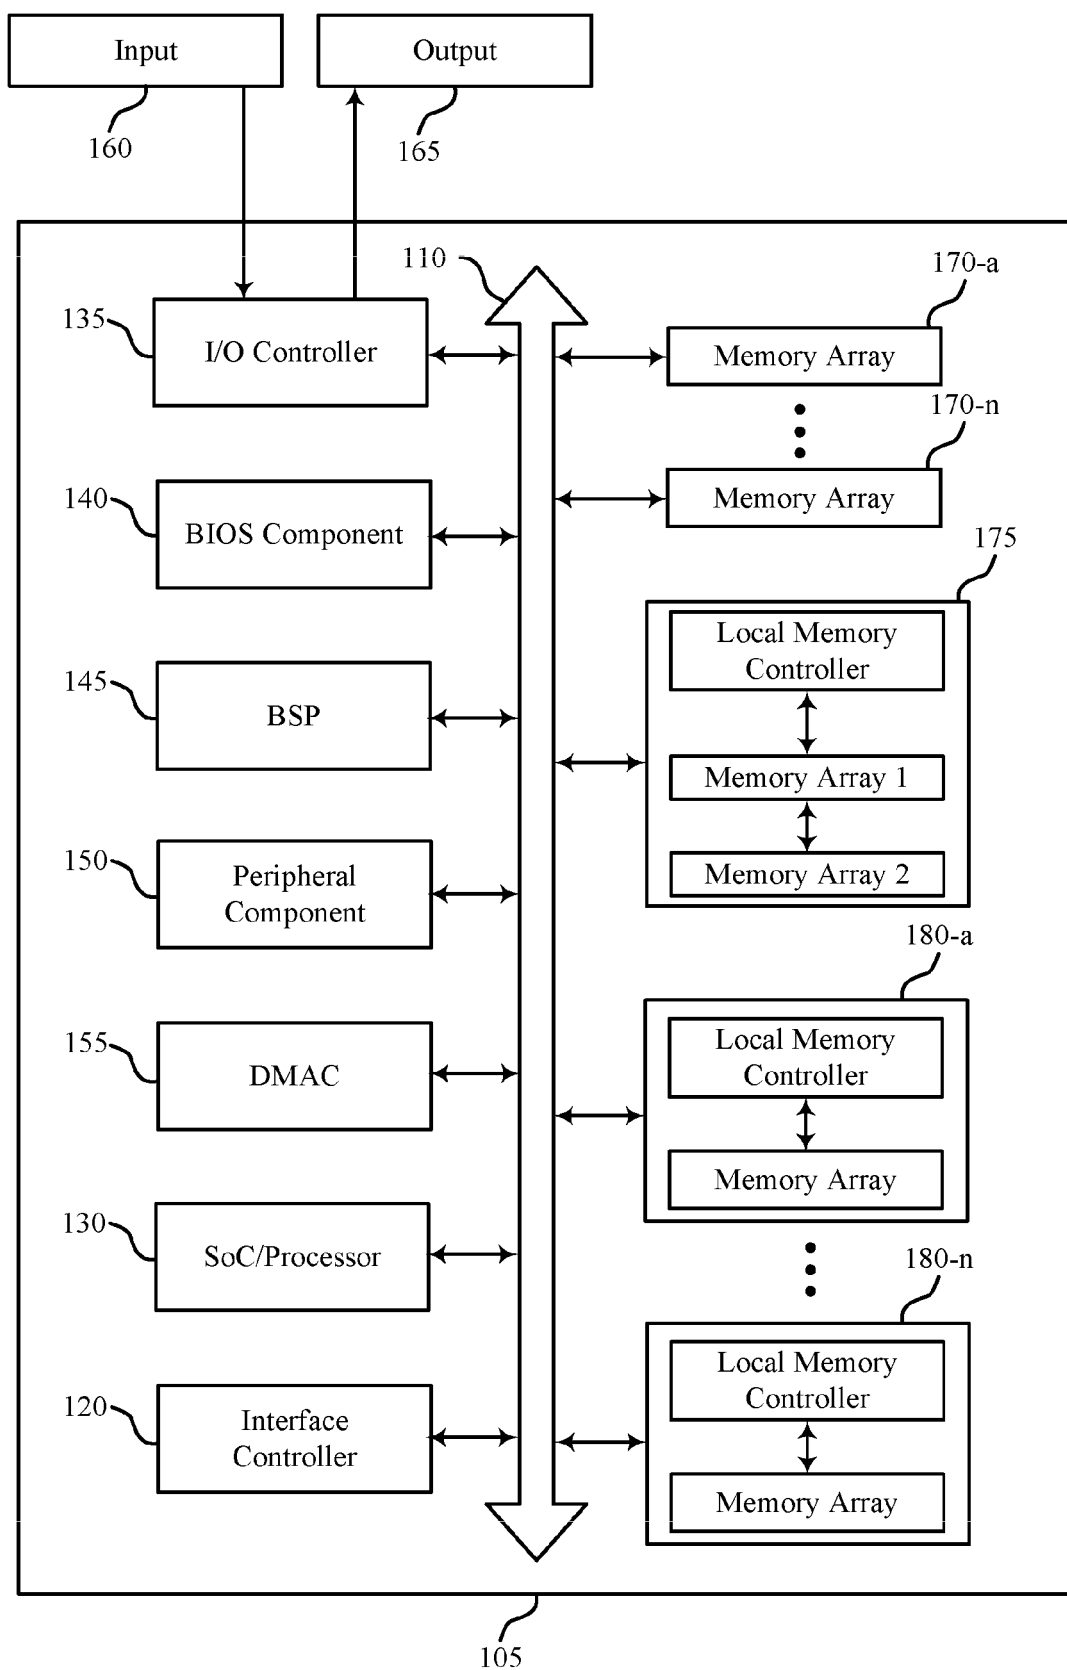 Input
Output
160
165
110
170-a
135
I/O Controller
Memory Array
170-n
140
BIOS Component
Memory Array
175
145
BSP
Local Memory
Controller
Memory Array 1
Memory Array 2
150
Peripheral
Component
180-a
155
DMAC
Local Memory
Controller
Memory Array
130
SoC/Processor
180-n
120
Interface
Controller
Local Memory
Controller
Memory Array
105